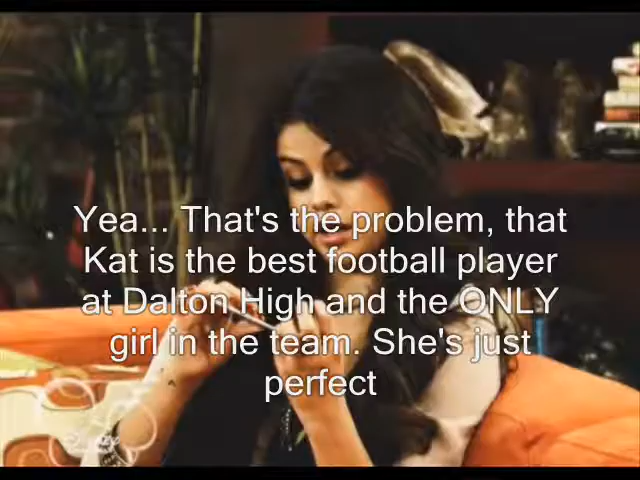 Yea... That's the problem, that
Kat is the best football player
at Dalton High and the ONLY
girl in the team. She's just
perfect
Disney